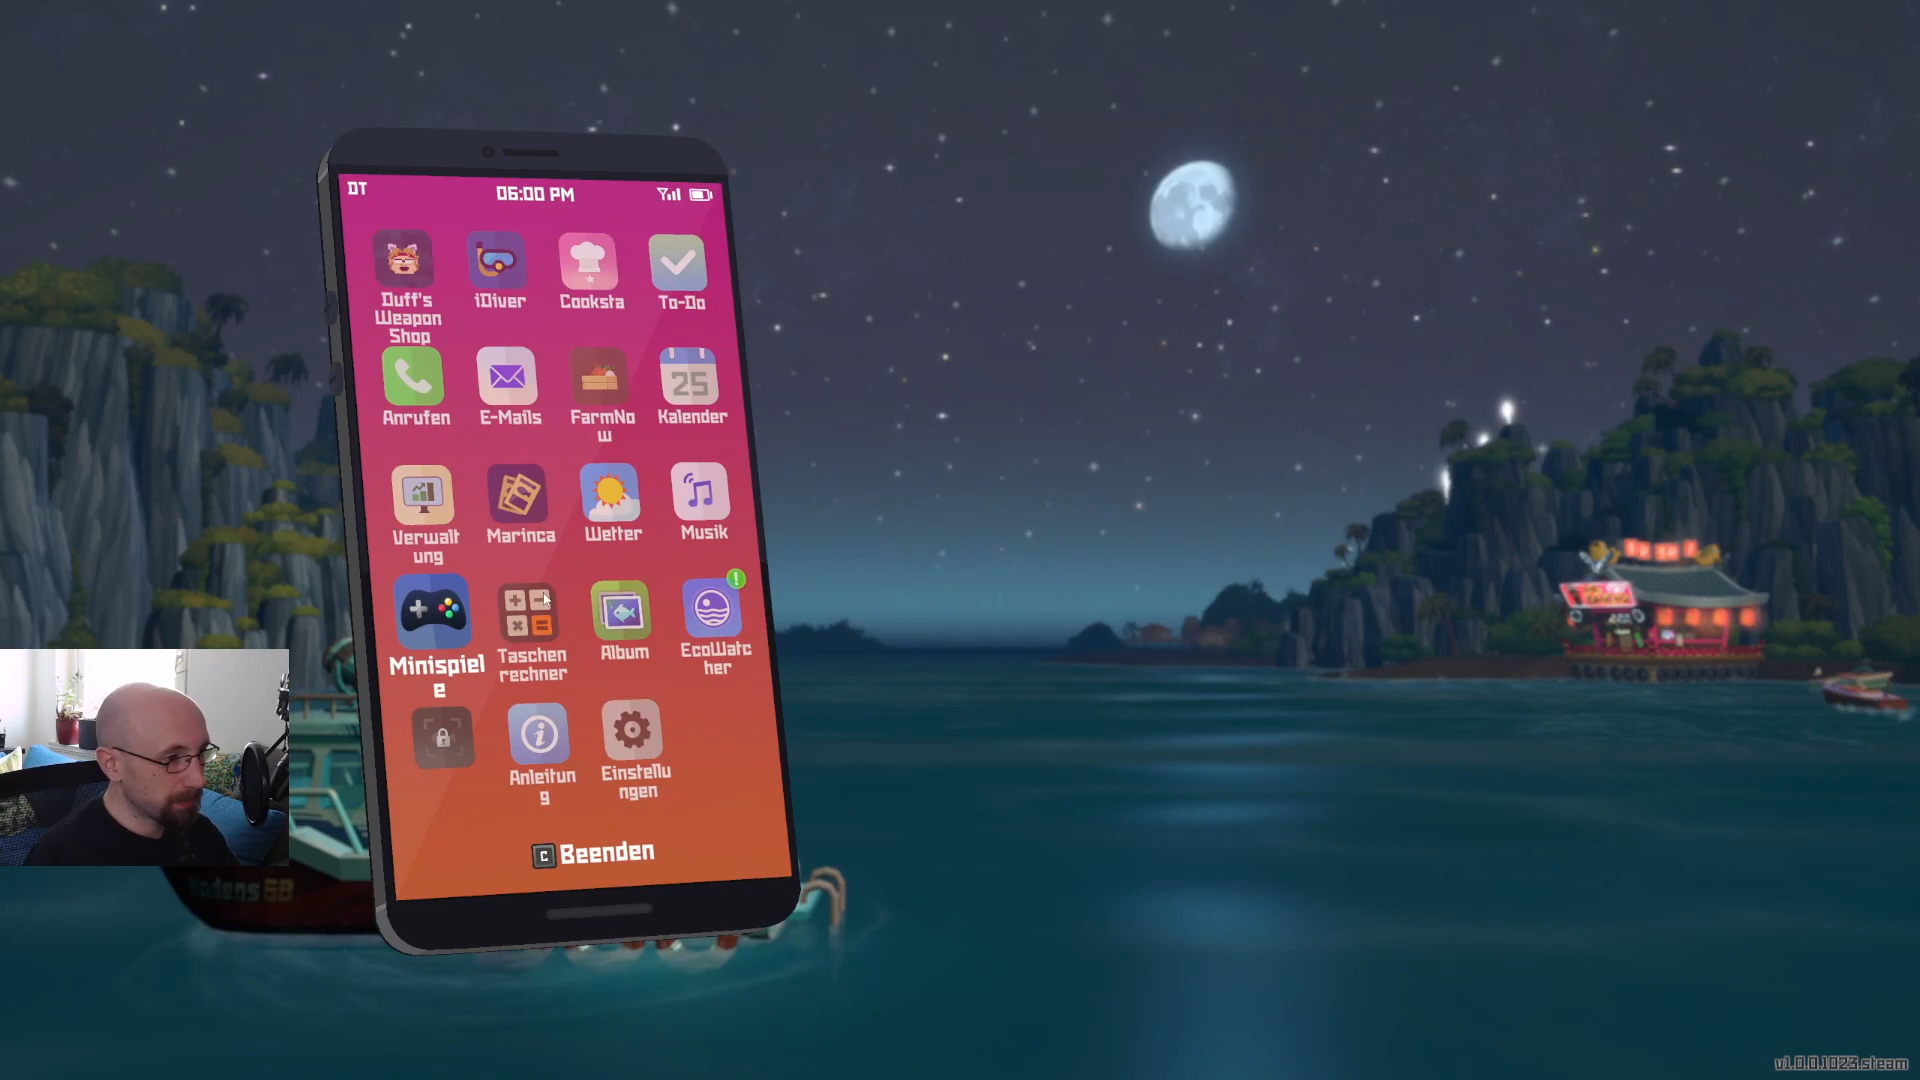 DT
06:00 PM
Duff's
Weapon
Shop
iDiver
Cooksta
To-Do
Anrufen
E-Mails
FarmNo
w
25
Kalender
Verwalt
ung
Marinca
Wetter
Musik
Minispiel
e
Taschen
rechner
Album
!
EcoWatc
her
Anleitun
g
Einstellu
ngen
C Beenden
68
v1.0.0.1023.steam